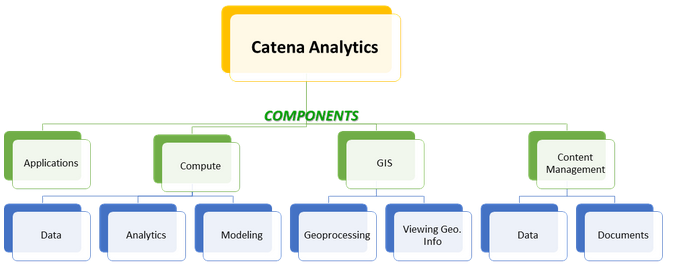 Catena Analytics
COMPONENTS
Applications
Compute
GIS
Content
Management
Data
Analytics
Modeling
Geoprocessing
Viewing Geo.
Info
Data
Documents